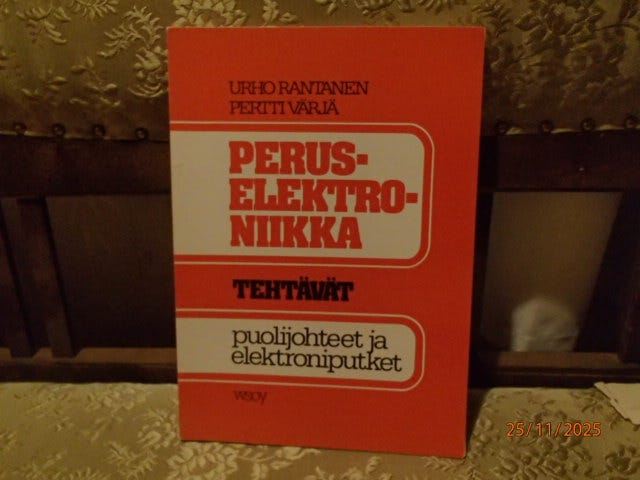 URHO RANTANEN
PERTTI VÄRJÄ
PERUS-
ELEKTRO-
NIIKKA
TEHTÄVÄT
puolijohteet ja
elektroniputket
wsoy
25/11/2025